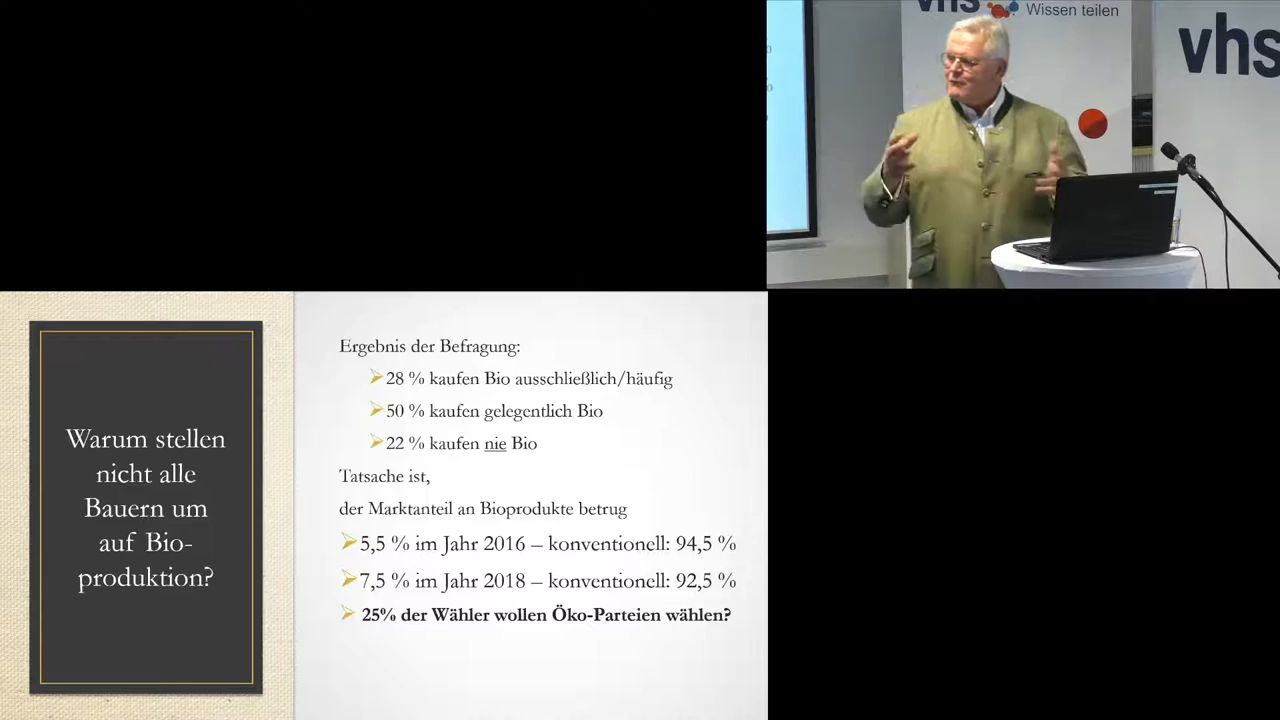 vhs Wissen teilen
vhs
Warum stellen
nicht alle
Bauern um
auf Bio-
produktion?
Ergebnis der Befragung:
28 % kaufen Bio ausschließlich/häufig
50 % kaufen gelegentlich Bio
22 % kaufen nie Bio
Tatsache ist,
der Marktanteil an Bioprodukte betrug
5,5 % im Jahr 2016 – konventionell: 94,5 %
7,5 % im Jahr 2018 – konventionell: 92,5 %
25% der Wähler wollen Öko-Parteien wählen?